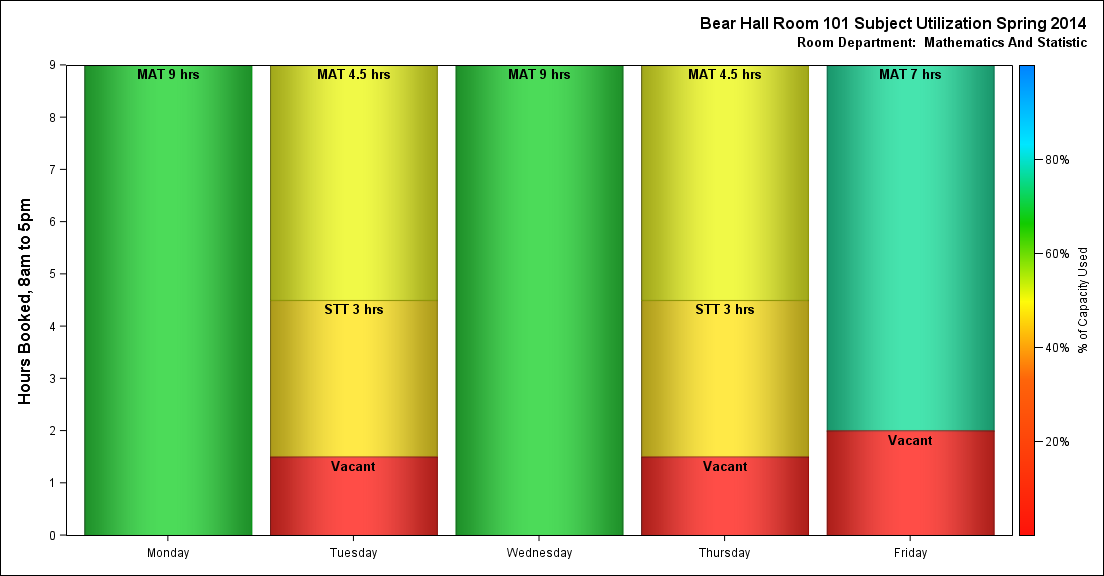 Bear Hall Room 101 Subject Utilization Spring 2014
Room Department:  Mathematics And Statistic
Hours Booked, 8am to 5pm
9
8
7
6
5
4
3
2
1
0
MAT 9 hrs
MAT 4.5 hrs
MAT 9 hrs
MAT 4.5 hrs
MAT 7 hrs
STT 3 hrs
STT 3 hrs
Vacant
Vacant
Vacant
Monday
Tuesday
Wednesday
Thursday
Friday
80%
60%
40%
20%
% of Capacity Used